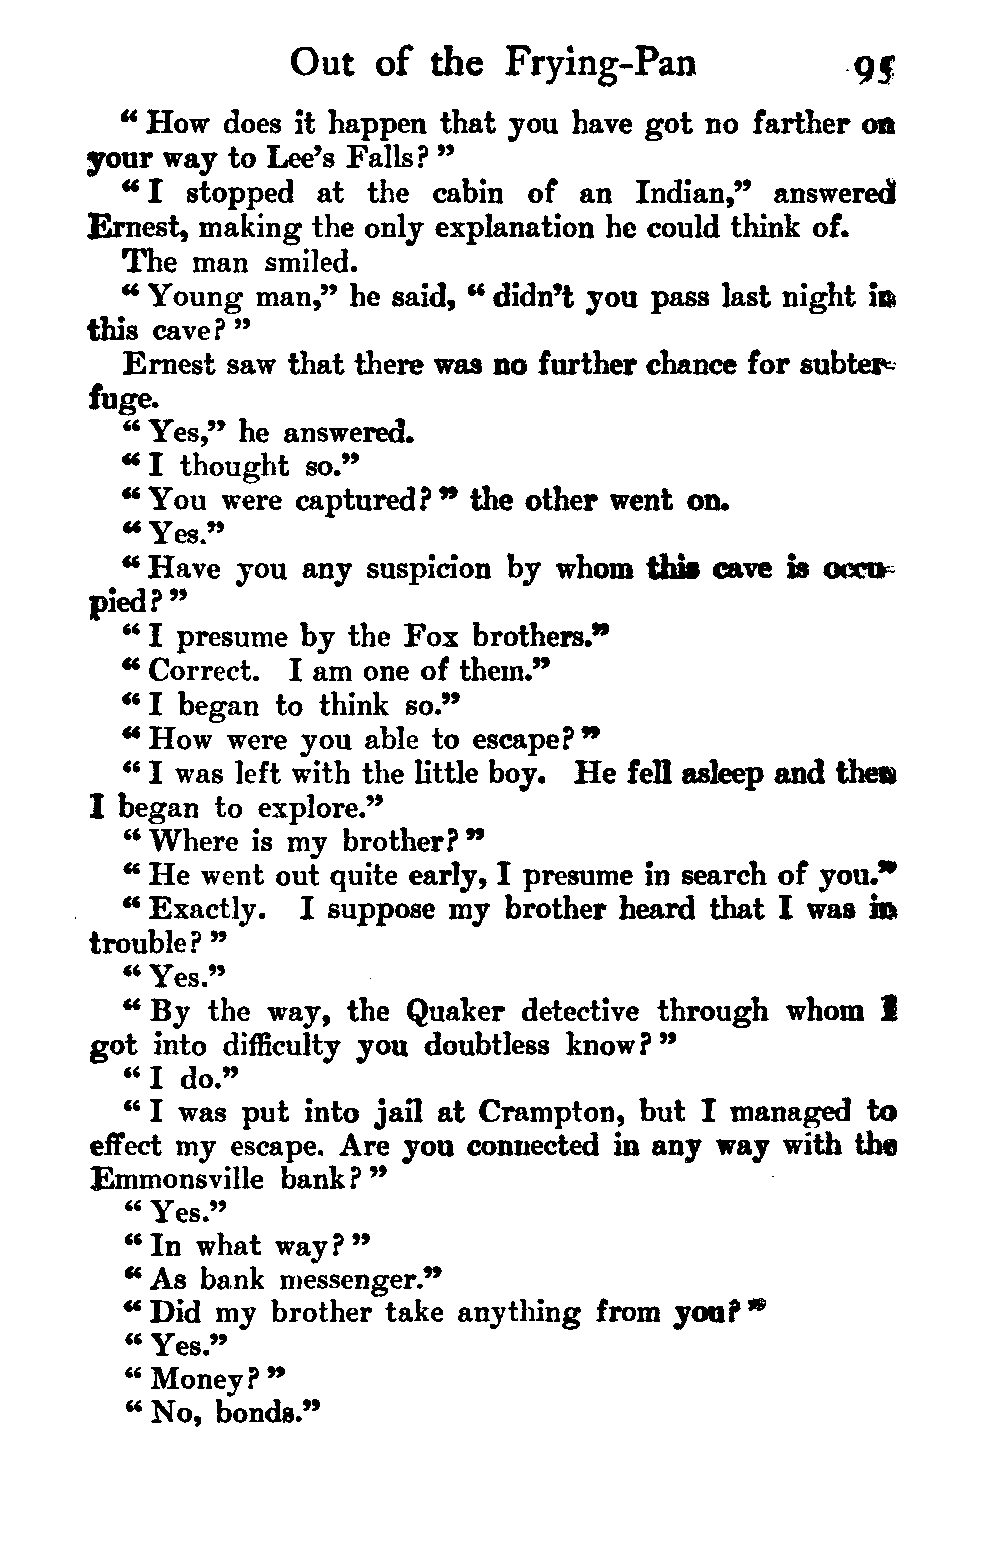 Out of the Frying-Pan 95
“ How does it happen that you have got no farther on
your way to Lee’s Falls? ”
“ I stopped at the cabin of an Indian,” answered
Ernest, making the only explanation he could think of.
The man smiled.
“ Young man,” he said, “ didn’t you pass last night in
this cave? ”
Ernest saw that there was no further chance for subter-
fuge.
“ Yes,” he answered.
“ I thought so.”
“ You were captured? ” the other went on.
“ Yes.”
“ Have you any suspicion by whom this cave is occu-
pied? ”
“ I presume by the Fox brothers.”
“ Correct. I am one of them.”
“ I began to think so.”
“ How were you able to escape? ”
“ I was left with the little boy. He fell asleep and then
I began to explore.”
“ Where is my brother? ”
“ He went out quite early, I presume in search of you.”
“ Exactly. I suppose my brother heard that I was in
trouble? ”
“ Yes.”
“ By the way, the Quaker detective through whom I
got into difficulty you doubtless know? ”
“ I do.”
“ I was put into jail at Crampton, but I managed to
effect my escape. Are you connected in any way with the
Emmonsville bank? ”
“ Yes.”
“ In what way? ”
“ As bank messenger.”
“ Did my brother take anything from you? ”
“ Yes.”
“ Money? ”
“ No, bonds.”